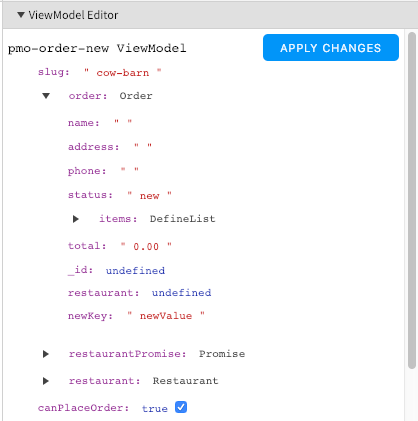 ViewModel Editor
pmo-order-new ViewModel
APPLY CHANGES
slug: " cow-barn "
order: Order
name: " "
address: " "
phone: " "
status: " new "
items: DefineList
total: " 0.00 "
_id: undefined
restaurant: undefined
newKey: " newValue "
restaurantPromise: Promise
restaurant: Restaurant
canPlaceOrder: true